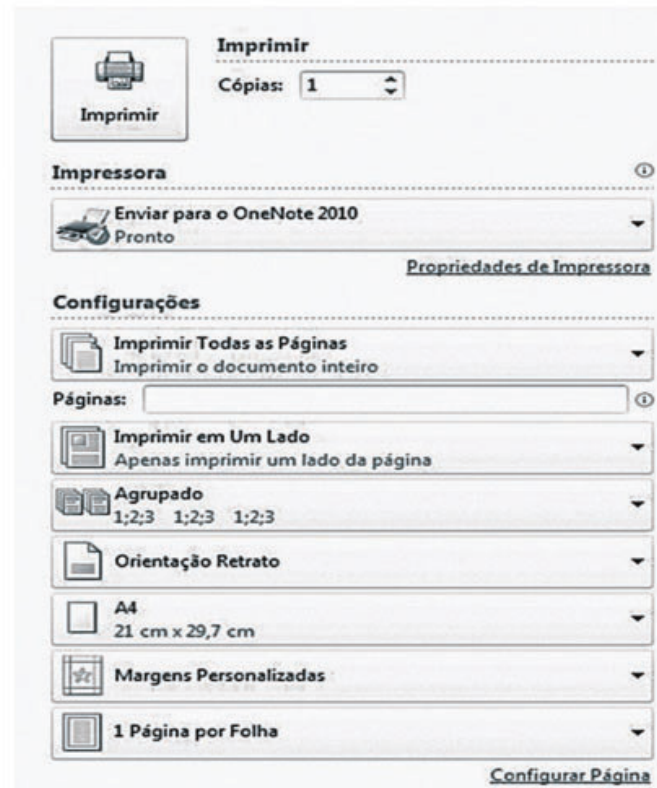 Imprimir
Cópias: 1
Imprimir
Impressora
Enviar para o OneNote 2010
Pronto
Propriedades de Impressora
Configurações
Imprimir Todas as Páginas
Imprimir o documento inteiro
Páginas:
Imprimir em Um Lado
Apenas imprimir um lado da página
Agrupado
1;2;3 1;2;3 1;2;3
Orientação Retrato
A4
21 cm x 29,7 cm
Margens Personalizadas
1 Página por Folha
Configurar Página